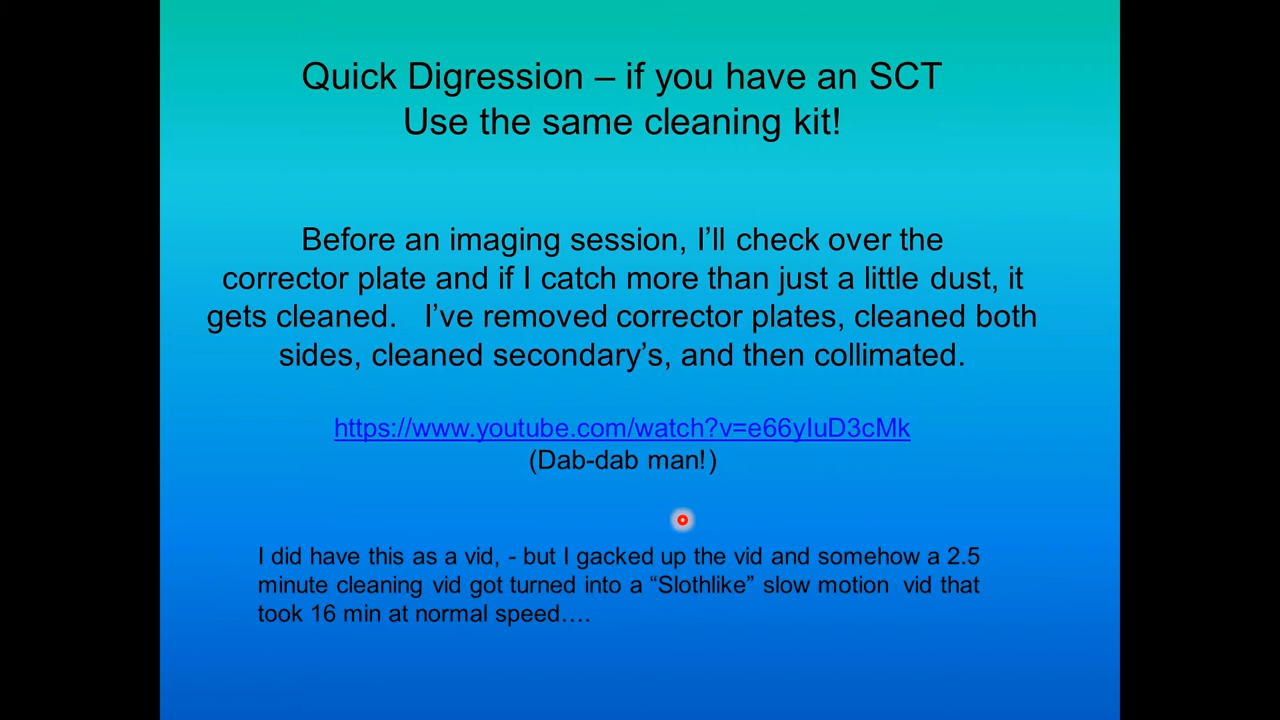 Quick Digression – if you have an SCT
Use the same cleaning kit!
Before an imaging session, I’ll check over the
corrector plate and if I catch more than just a little dust, it
gets cleaned.   I’ve removed corrector plates, cleaned both
sides, cleaned secondary’s, and then collimated.
https://www.youtube.com/watch?v=e66yIuD3cMk
(Dab-dab man!)
I did have this as a vid, - but I gacked up the vid and somehow a 2.5
minute cleaning vid got turned into a “Slothlike” slow motion  vid that
took 16 min at normal speed….